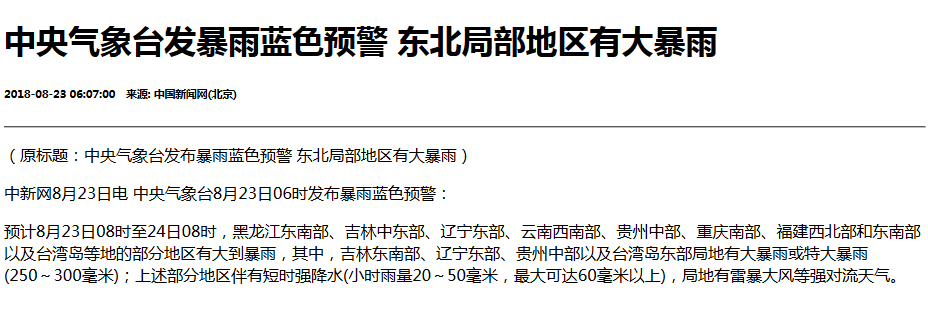 中央气象台发暴雨蓝色预警 东北局部地区有大暴雨
2018-08-23 06:07:00 来源: 中国新闻网(北京)
（原标题：中央气象台发布暴雨蓝色预警 东北局部地区有大暴雨）
中新网8月23日电 中央气象台8月23日06时发布暴雨蓝色预警：
预计8月23日08时至24日08时，黑龙江东南部、吉林中东部、辽宁东部、云南西南部、贵州中部、重庆南部、福建西北部和东南部
以及台湾岛等地的部分地区有大到暴雨，其中，吉林东南部、辽宁东部、贵州中部以及台湾岛东部局地有大暴雨或特大暴雨
(250～300毫米)；上述部分地区伴有短时强降水(小时雨量20～50毫米，最大可达60毫米以上)，局地有雷暴大风等强对流天气。